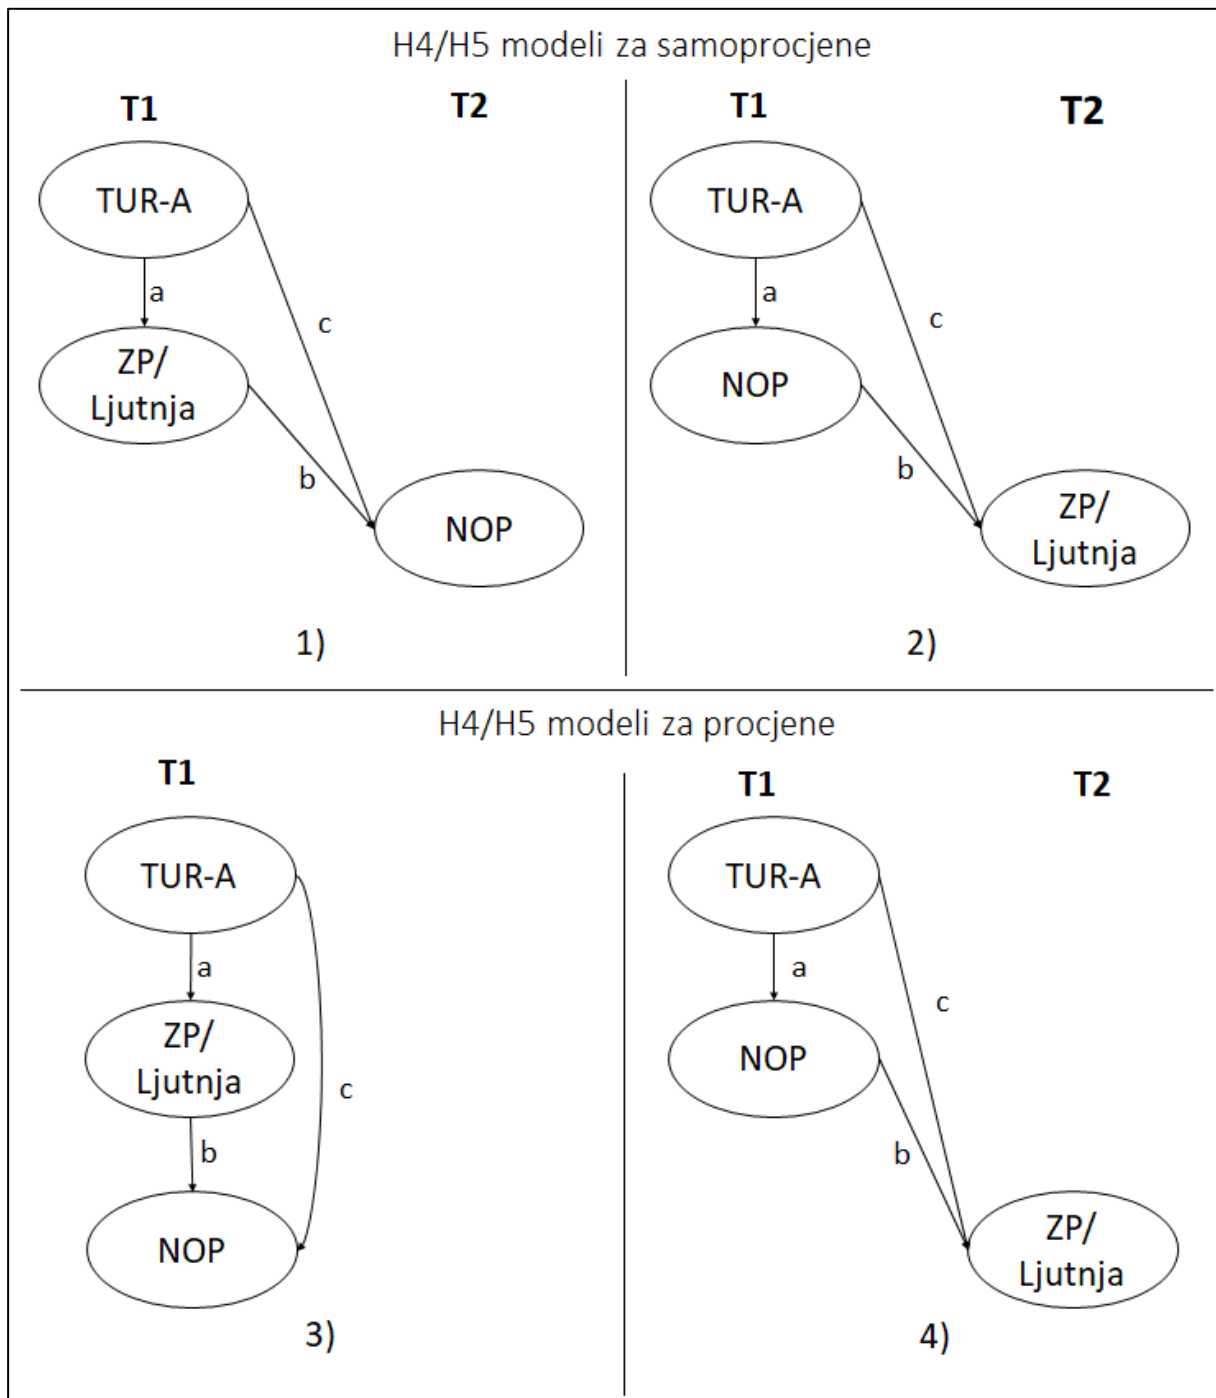 H4/H5 modeli za samoprocjene
T1
T2
TUR-A
a
c
ZP/
Ljutnja
b
NOP
1)
T1
T2
TUR-A
a
c
NOP
b
ZP/
Ljutnja
2)
H4/H5 modeli za procjene
T1
TUR-A
a
ZP/
Ljutnja
c
b
NOP
3)
T1
T2
TUR-A
a
c
NOP
b
ZP/
Ljutnja
4)